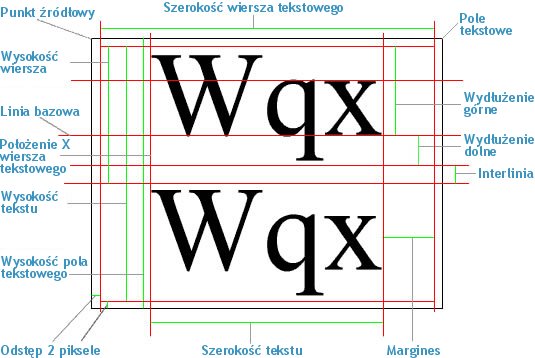 Szerokość wiersza tekstowego
Punkt źródłowy
Pole
tekstowe
Wysokość
wiersza
Wydłużenie
górne
Linia bazowa
Położenie X
wiersza
tekstowego
Wydłużenie
dolne
Interlinia
Wysokość
tekstu
Wysokość pola
tekstowego
Wqx
Wqx
Odstęp 2 piksele
Szerokość tekstu
Margines